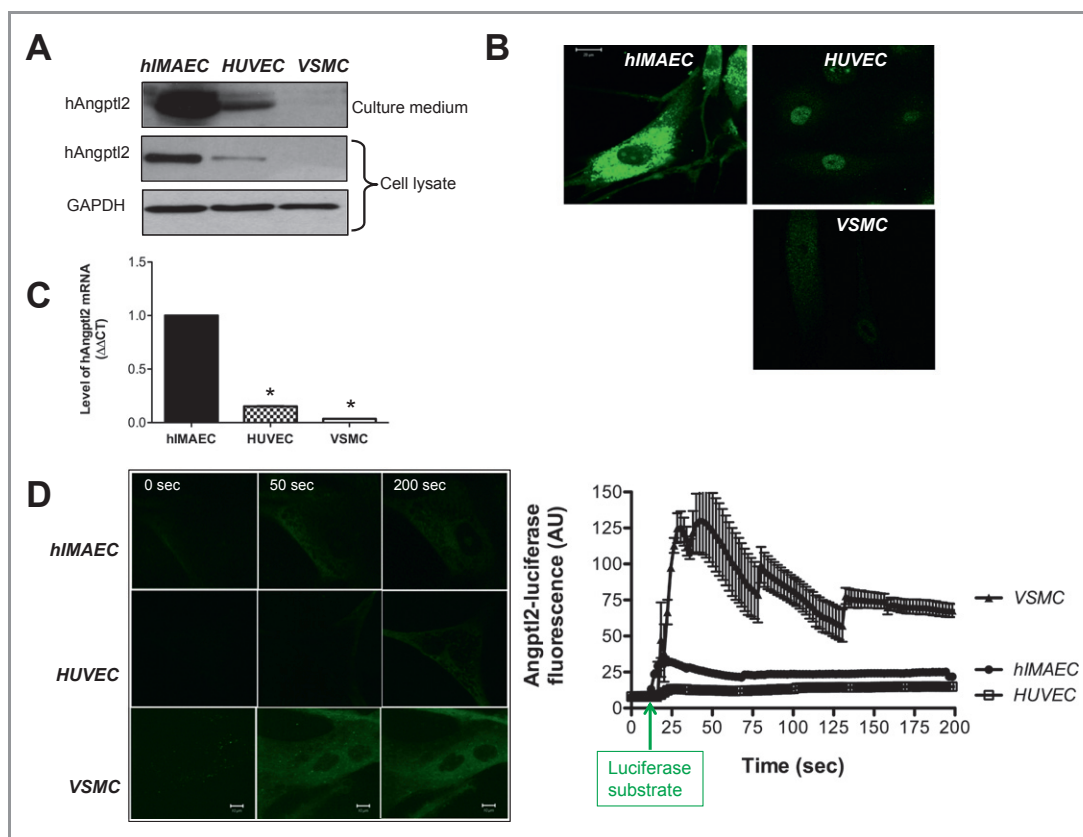 A
hIMAEC HUVEC VSMC
hAngptl2
Culture medium
hAngptl2
Cell lysate
GAPDH
B
hIMAEC
HUVEC
VSMC
C
Level of hAngptl2 mRNA
(ΔΔCT)
1.5
1.0
0.5
0.0
*
*
hIMAEC HUVEC VSMC
D
0 sec 50 sec 200 sec
hIMAEC
HUVEC
VSMC
Angptl2-luciferase
fluorescence (AU)
150
125
100
75
50
25
0
0 25 50 75 100 125 150 175 200
Time (sec)
VSMC
hIMAEC
HUVEC
Luciferase
substrate